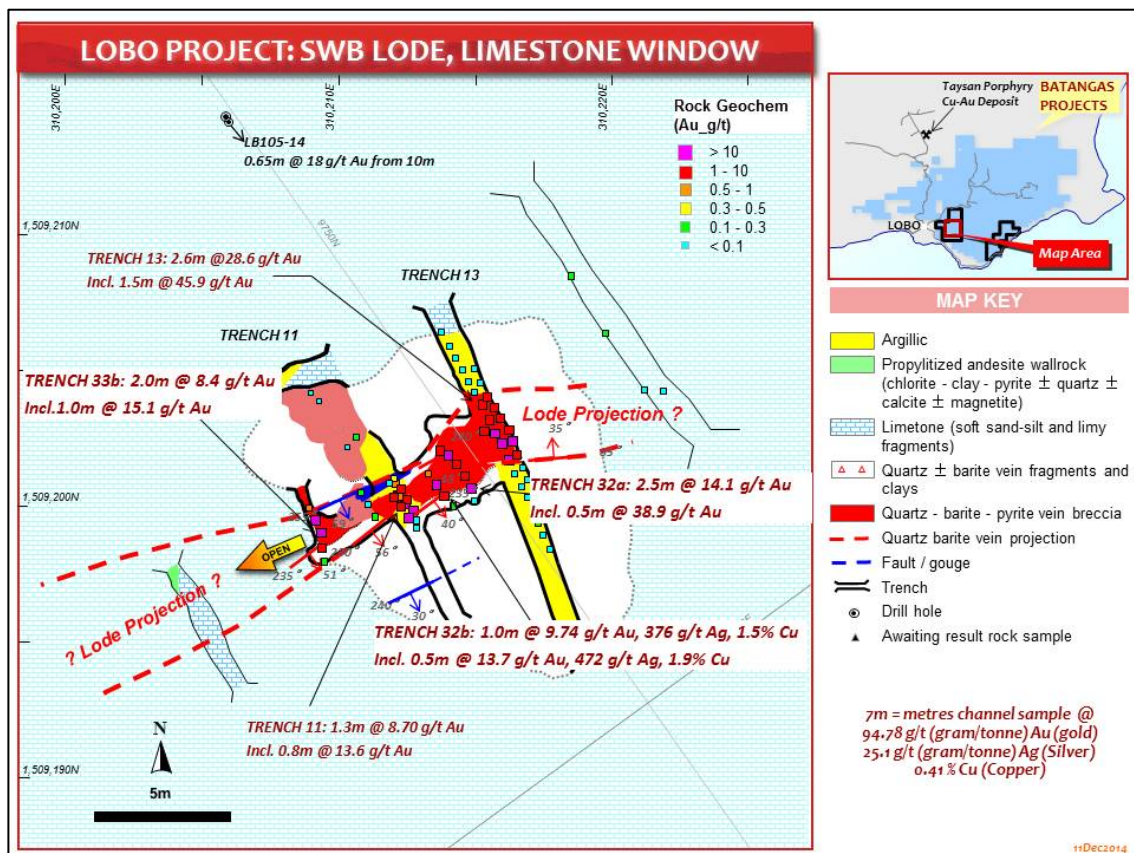 LOBO PROJECT: SWB LODE, LIMESTONE WINDOW
310,200E
310,210E
310,220E
Rock Geochem
(Au_g/t)
> 10
1 - 10
0.5 - 1
0.3 - 0.5
0.1 - 0.3
< 0.1
LB105-14
0.65m @ 18 g/t Au from 10m
1,509,210N
9750N
TRENCH 13: 2.6m @28.6 g/t Au
Incl. 1.5m @ 45.9 g/t Au
TRENCH 13
TRENCH 11
TRENCH 33b: 2.0m @ 8.4 g/t Au
Incl.1.0m @ 15.1 g/t Au
Lode Projection ?
35°
TRENCH 32a: 2.5m @ 14.1 g/t Au
Incl. 0.5m @ 38.9 g/t Au
1,509,200N
59°
40°
56°
OPEN
235°
51°
240°
30°
? Lode Projection ?
TRENCH 32b: 1.0m @ 9.74 g/t Au, 376 g/t Ag, 1.5% Cu
Incl. 0.5m @ 13.7 g/t Au, 472 g/t Ag, 1.9% Cu
TRENCH 11: 1.3m @ 8.70 g/t Au
Incl. 0.8m @ 13.6 g/t Au
N
5m
1,509,190N
Taysan Porphyry
Cu-Au Deposit
BATANGAS
PROJECTS
LOBO
Map Area
MAP KEY
Argillic
Propylitized andesite wallrock
(chlorite - clay - pyrite ± quartz ±
calcite ± magnetite)
Limetone (soft sand-silt and limy
fragments)
Quartz ± barite vein fragments and
clays
Quartz - barite - pyrite vein breccia
Quartz barite vein projection
Fault / gouge
Trench
Drill hole
Awaiting result rock sample
7m = metres channel sample @
94.78 g/t (gram/tonne) Au (gold)
25.1 g/t (gram/tonne) Ag (Silver)
0.41 % Cu (Copper)
11Dec2014